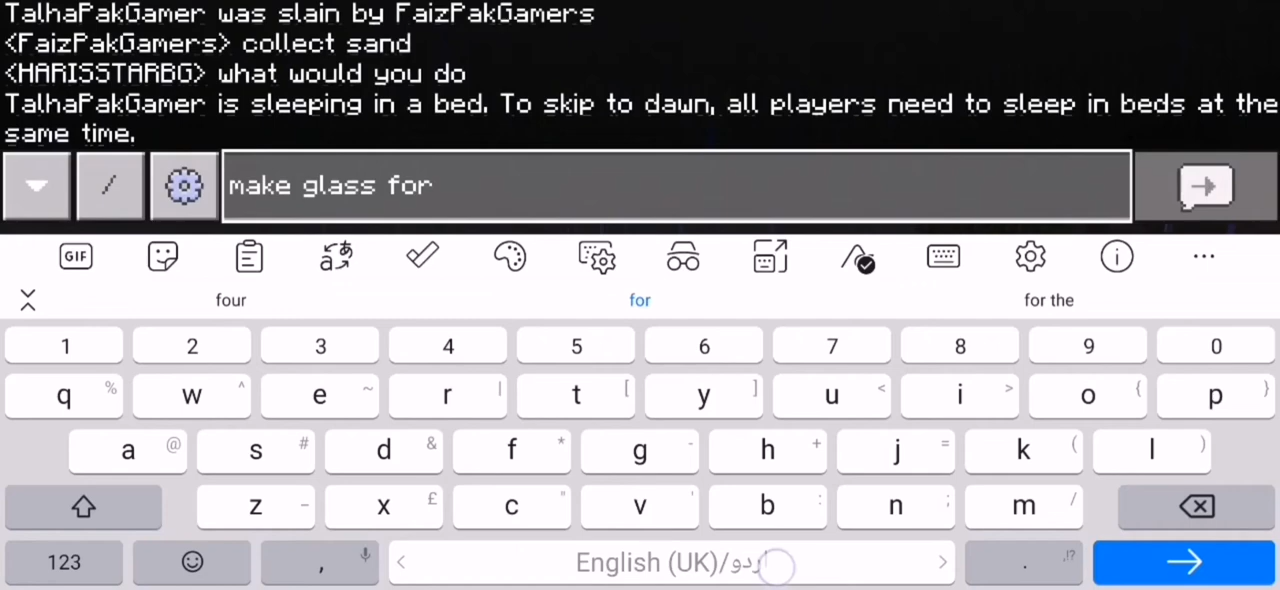 TalhaPakGamer was slain by FaizPakGamers
<FaizPakGamers> collect sand
<HARISSTARBG> what would you do
TalhaPakGamer is sleeping in a bed. To skip to dawn, all players need to sleep in beds at the
same time.
/ make glass for
GIF
four for for the
1 2 3 4 5 6 7 8 9 0
q % w ^ e ~ r | t [ y ] u < i > o { p }
a @ s # d & f * g - h + j = k ( l )
z _ x £ c " v ' b : n ; m /
123 , < English (UK)/اردو > . ,!?